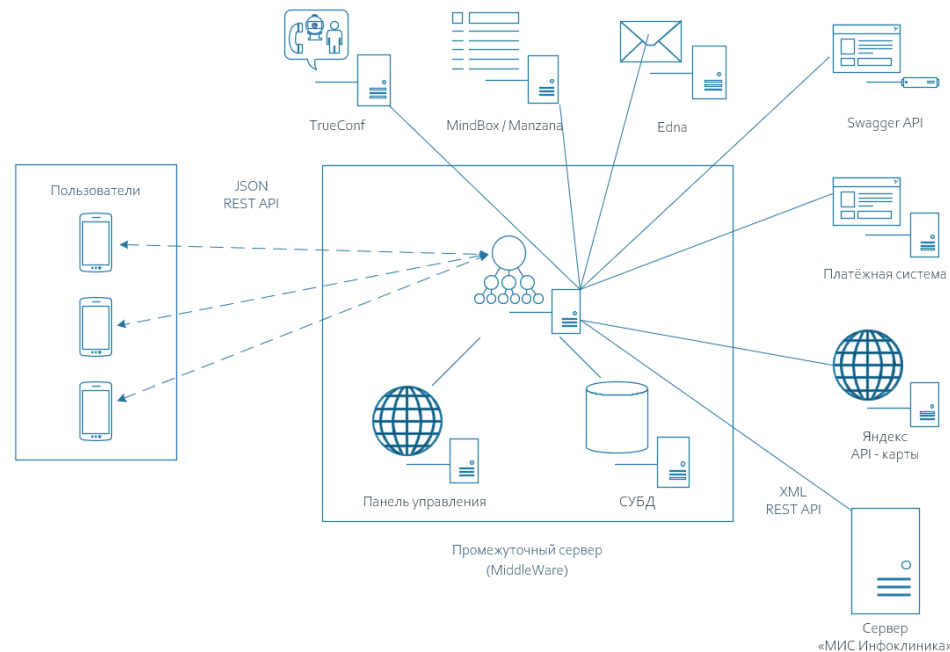 TrueConf
MindBox / Manzana
Edna
Swagger API
Пользователи
JSON
REST API
Платёжная система
Яндекс
API - карты
Панель управления
СУБД
XML
REST API
Промежуточный сервер
(MiddleWare)
Сервер
«МИС Инфоклиника»